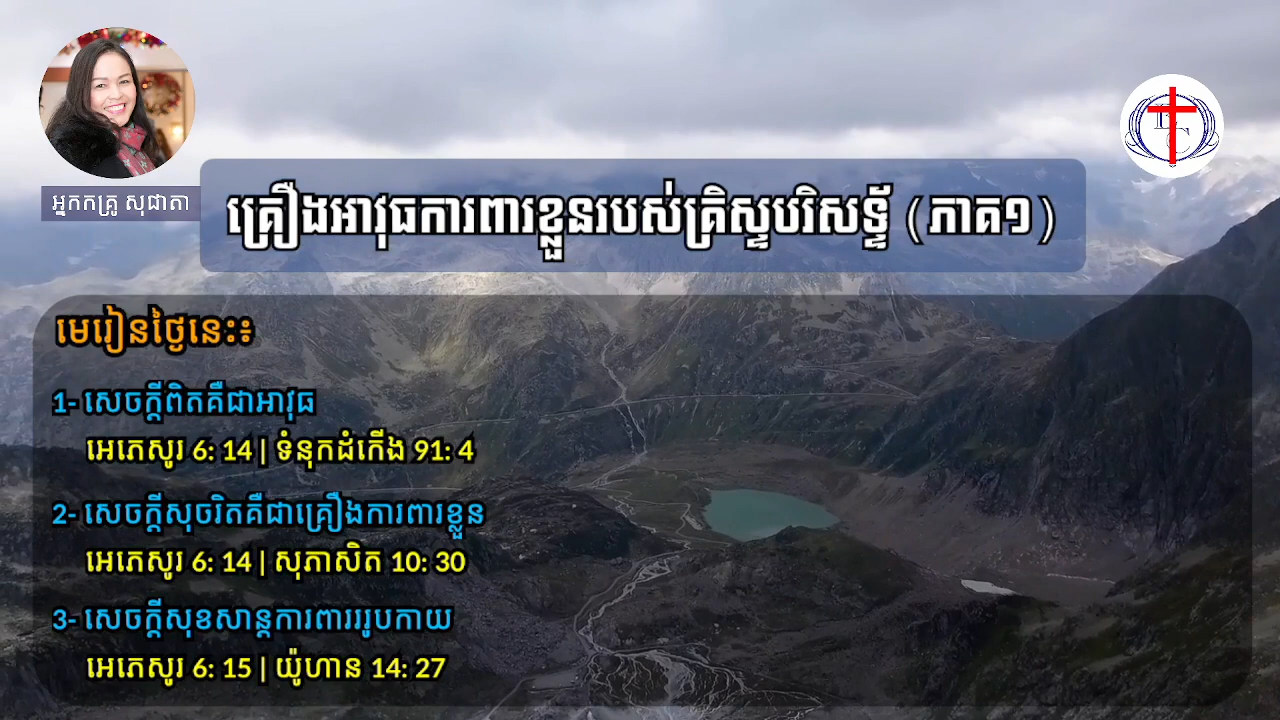 អ្នកកគ្រូ សុជាតា
គ្រឿងអាវុធការពារខ្លួនរបស់គ្រិស្ទបរិសទ្ទ័ (ភាគ១)
មេរៀនថ្ងៃនេះ៖
1- សេចក្ដីពិតគឺជាអាវុធ
អេភេសូរ 6: 14 | ទំនុកដំកើង 91: 4
2- សេចក្ដីសុចរិតគឺជាគ្រឿងការពារខ្លួន
អេភេសូរ 6: 14 | សុភាសិត 10: 30
3- សេចក្ដីសុខសាន្តការពាររូបកាយ
អេភេសូរ 6: 15 | យ៉ូហាន 14: 27